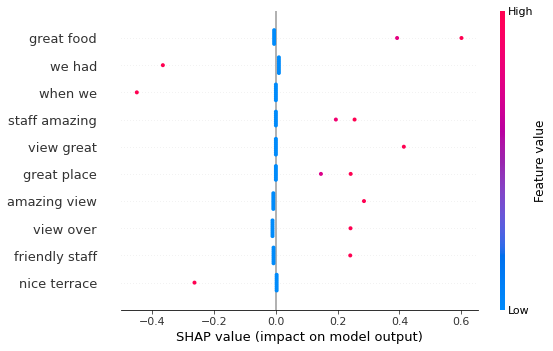 High
great food
we had
when we
staff amazing
view great
great place
amazing view
view over
friendly staff
nice terrace
Feature value
Low
−0.4 −0.2 0.0 0.2 0.4 0.6
SHAP value (impact on model output)